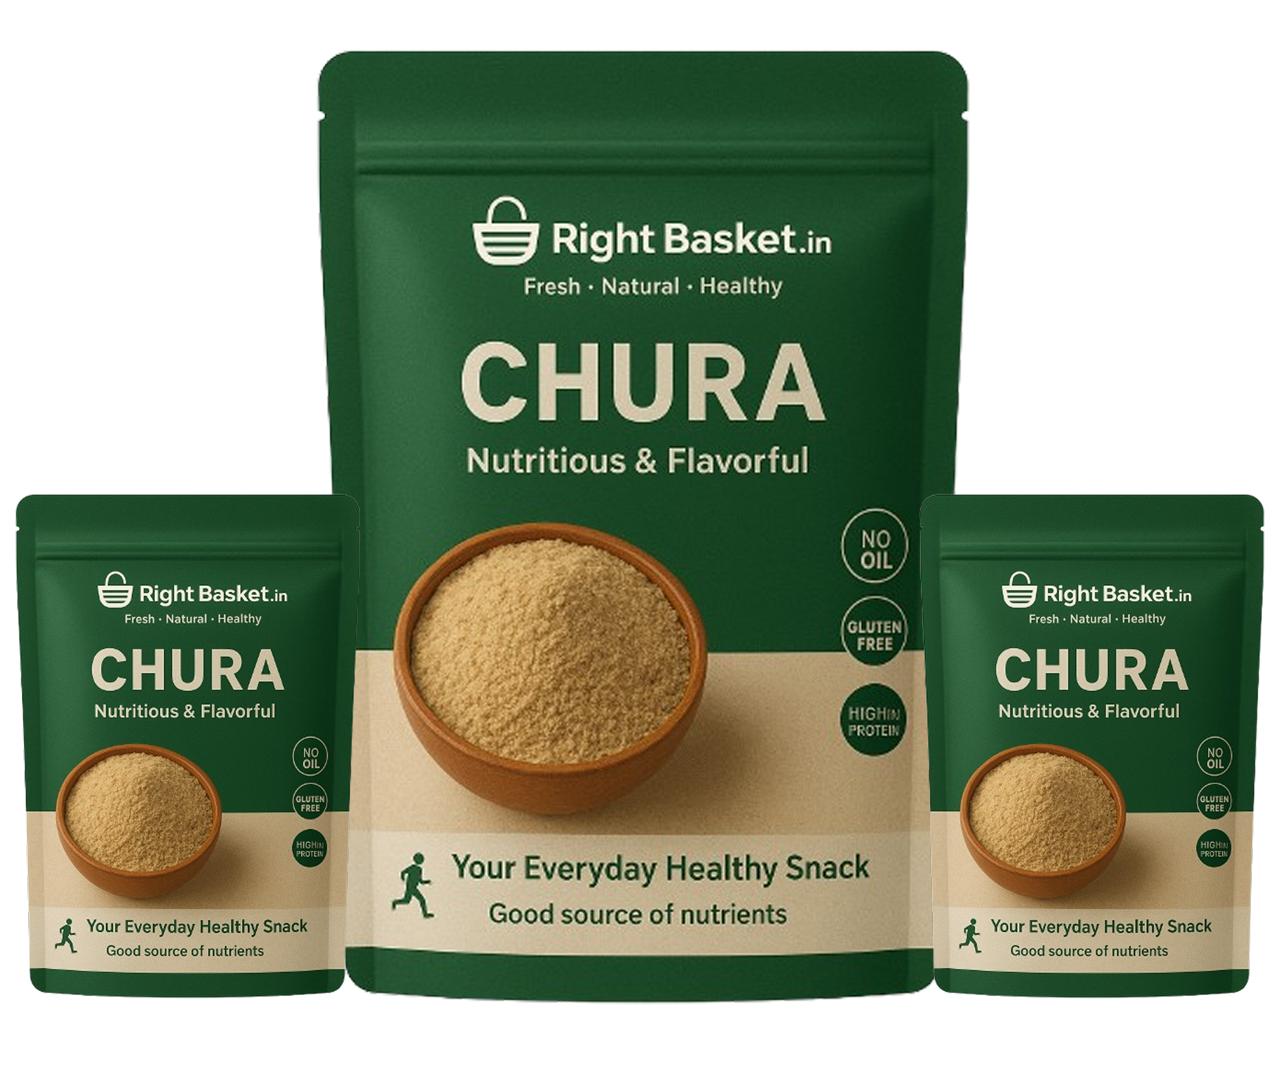 Right Basket.in
Fresh · Natural · Healthy
CHURA
Nutritious & Flavorful
NO
OIL
GLUTEN
FREE
HIGH IN
PROTEIN
Your Everyday Healthy Snack
Good source of nutrients
Right Basket.in
Fresh · Natural · Healthy
CHURA
Nutritious & Flavorful
NO
OIL
GLUTEN
FREE
HIGH IN
PROTEIN
Your Everyday Healthy Snack
Good source of nutrients
Right Basket.in
Fresh · Natural · Healthy
CHURA
Nutritious & Flavorful
NO
OIL
GLUTEN
FREE
HIGH IN
PROTEIN
Your Everyday Healthy Snack
Good source of nutrients